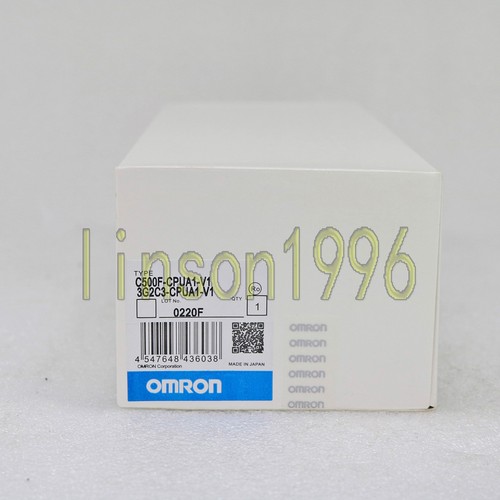 linson1996
TYPE
C500F-CPUA1-V1
3G2C3-CPUA1-V1
LOT No. QTY Ro
0220F 1
4 547648 436038
OMRON Corporation
MADE IN JAPAN
OMRON
OMRON
OMRON
OMRON
OMRON
OMRON
OMRON